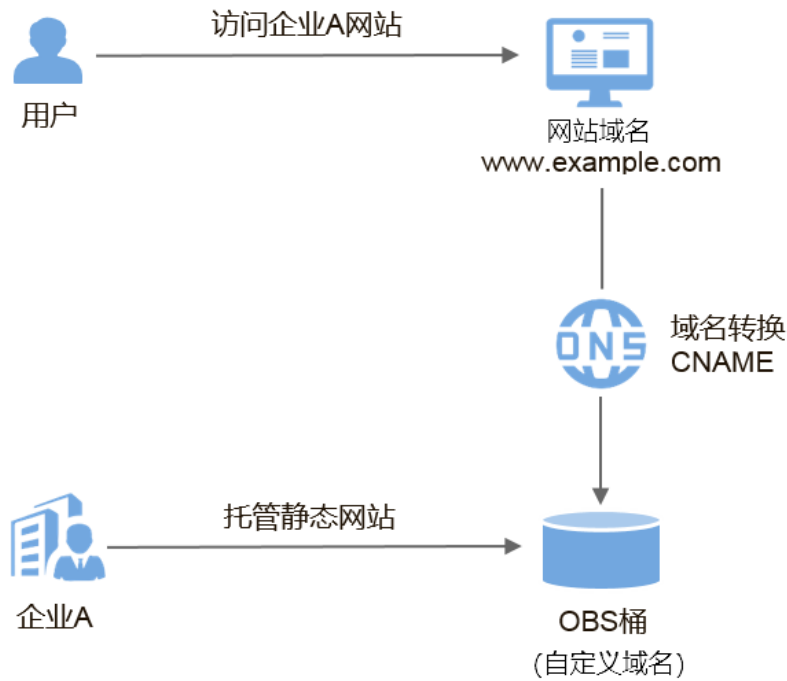 访问企业A网站
用户
网站域名
www.example.com
DNS
域名转换
CNAME
托管静态网站
企业A
OBS桶
(自定义域名)